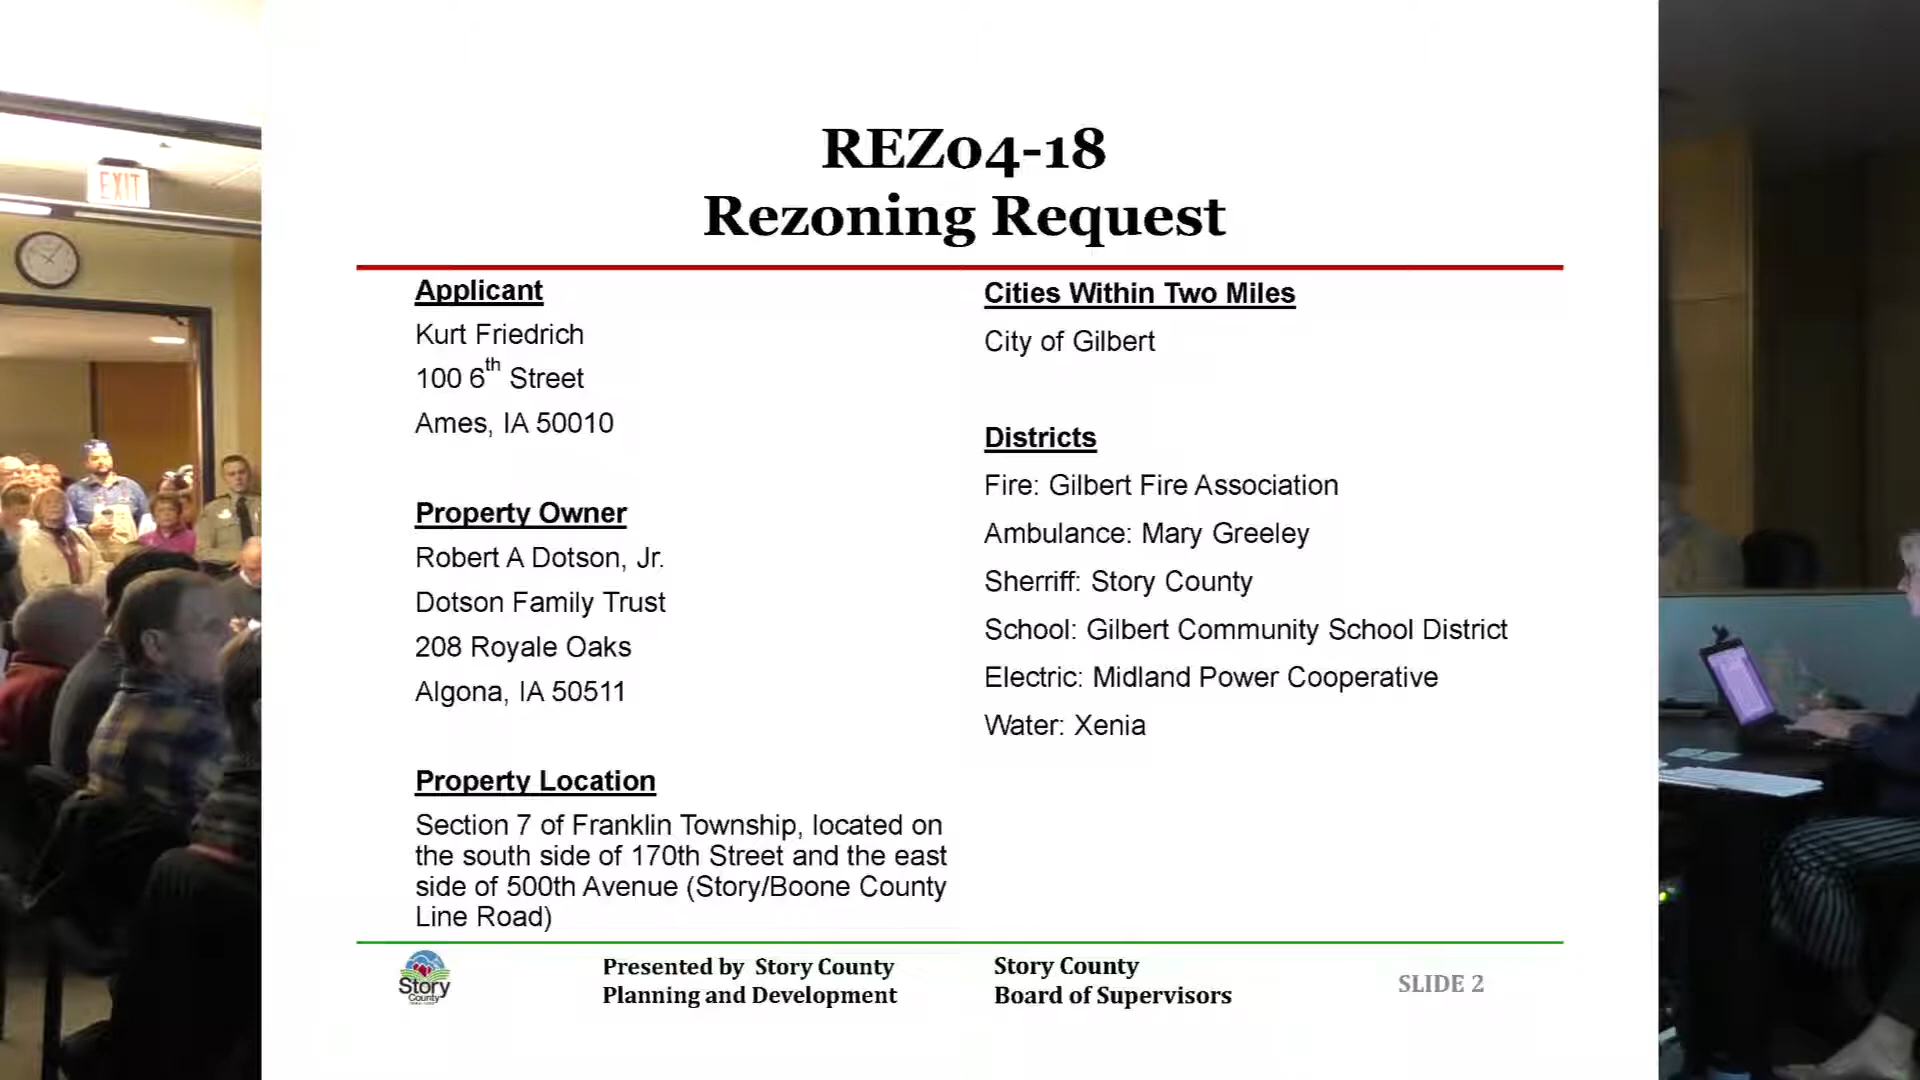 EXIT
REZ04-18
Rezoning Request
Applicant
Kurt Friedrich
100 6th Street
Ames, IA 50010
Property Owner
Robert A Dotson, Jr.
Dotson Family Trust
208 Royale Oaks
Algona, IA 50511
Property Location
Section 7 of Franklin Township, located on
the south side of 170th Street and the east
side of 500th Avenue (Story/Boone County
Line Road)
Cities Within Two Miles
City of Gilbert
Districts
Fire: Gilbert Fire Association
Ambulance: Mary Greeley
Sherriff: Story County
School: Gilbert Community School District
Electric: Midland Power Cooperative
Water: Xenia
Story
County
Presented by Story County
Planning and Development
Story County
Board of Supervisors
SLIDE 2